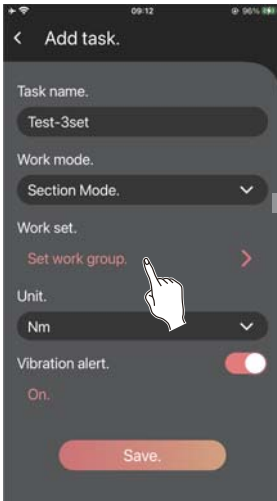 09:12
96%
Add task.
Task name.
Test-3set
Work mode.
Section Mode.
Work set.
Set work group.
Unit.
Nm
Vibration alert.
On.
Save.